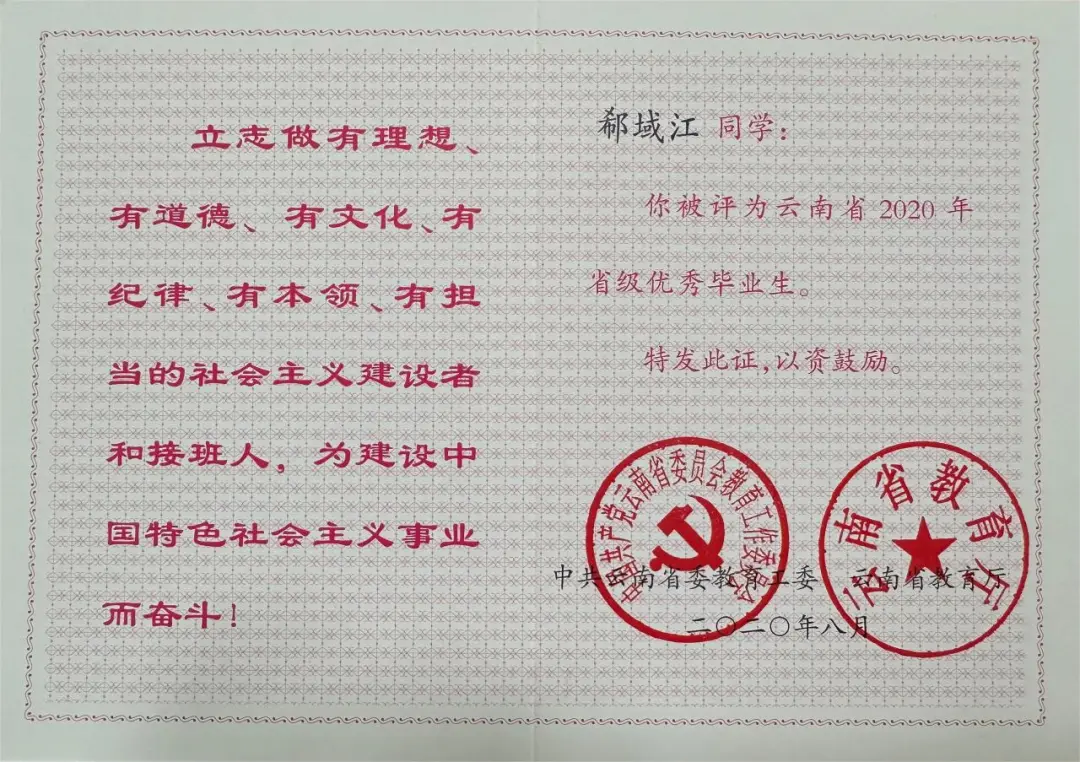 立志做有理想、
有道德、有文化、有
纪律、有本领、有担
当的社会主义建设者
和接班人，为建设中
国特色社会主义事业
而奋斗！
郗域江 同学：
你被评为云南省2020年
省级优秀毕业生。
特发此证，以资鼓励。
中国共产党云南省委员会教育工作委员会
云南省教育厅
中共云南省委教育工委 云南省教育厅
二〇二〇年八月